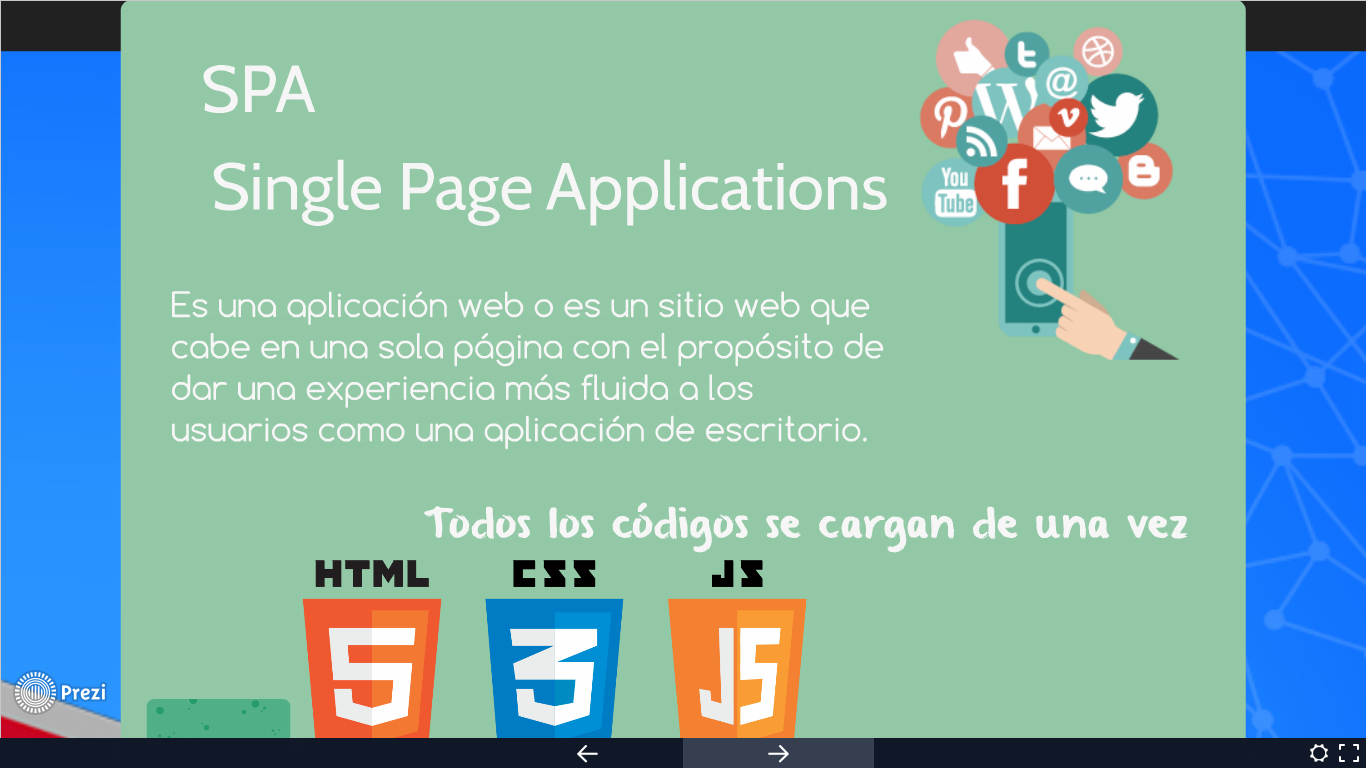 SPA
Single Page Applications
Es una aplicación web o es un sitio web que
cabe en una sola página con el propósito de
dar una experiencia más fluida a los
usuarios como una aplicación de escritorio.
Todos los códigos se cargan de una vez
HTML CSS JS
5 3 JS
You
Tube
Prezi